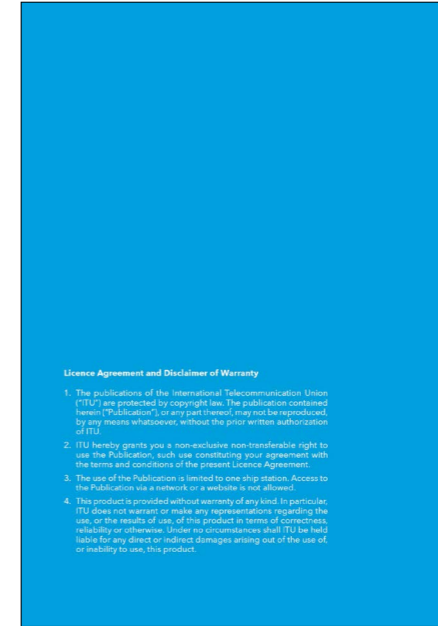 Licence Agreement and Disclaimer of Warranty
1. The publications of the International Telecommunication Union
("ITU") are protected by copyright law. The publication contained
herein ("Publication"), or any part thereof, may not be reproduced,
by any means whatsoever, without the prior written authorization
of ITU.
2. ITU hereby grants you a non-exclusive non-transferable right to
use the Publication, such use constituting your agreement with
the terms and conditions of the present Licence Agreement.
3. The use of the Publication is limited to one ship station. Access to
the Publication via a network or a website is not allowed.
4. This product is provided without warranty of any kind. In particular,
ITU does not warrant or make any representations regarding the
use, or the results of use, of this product in terms of correctness,
reliability or otherwise. Under no circumstances shall ITU be held
liable for any direct or indirect damages arising out of the use of,
or inability to use, this product.